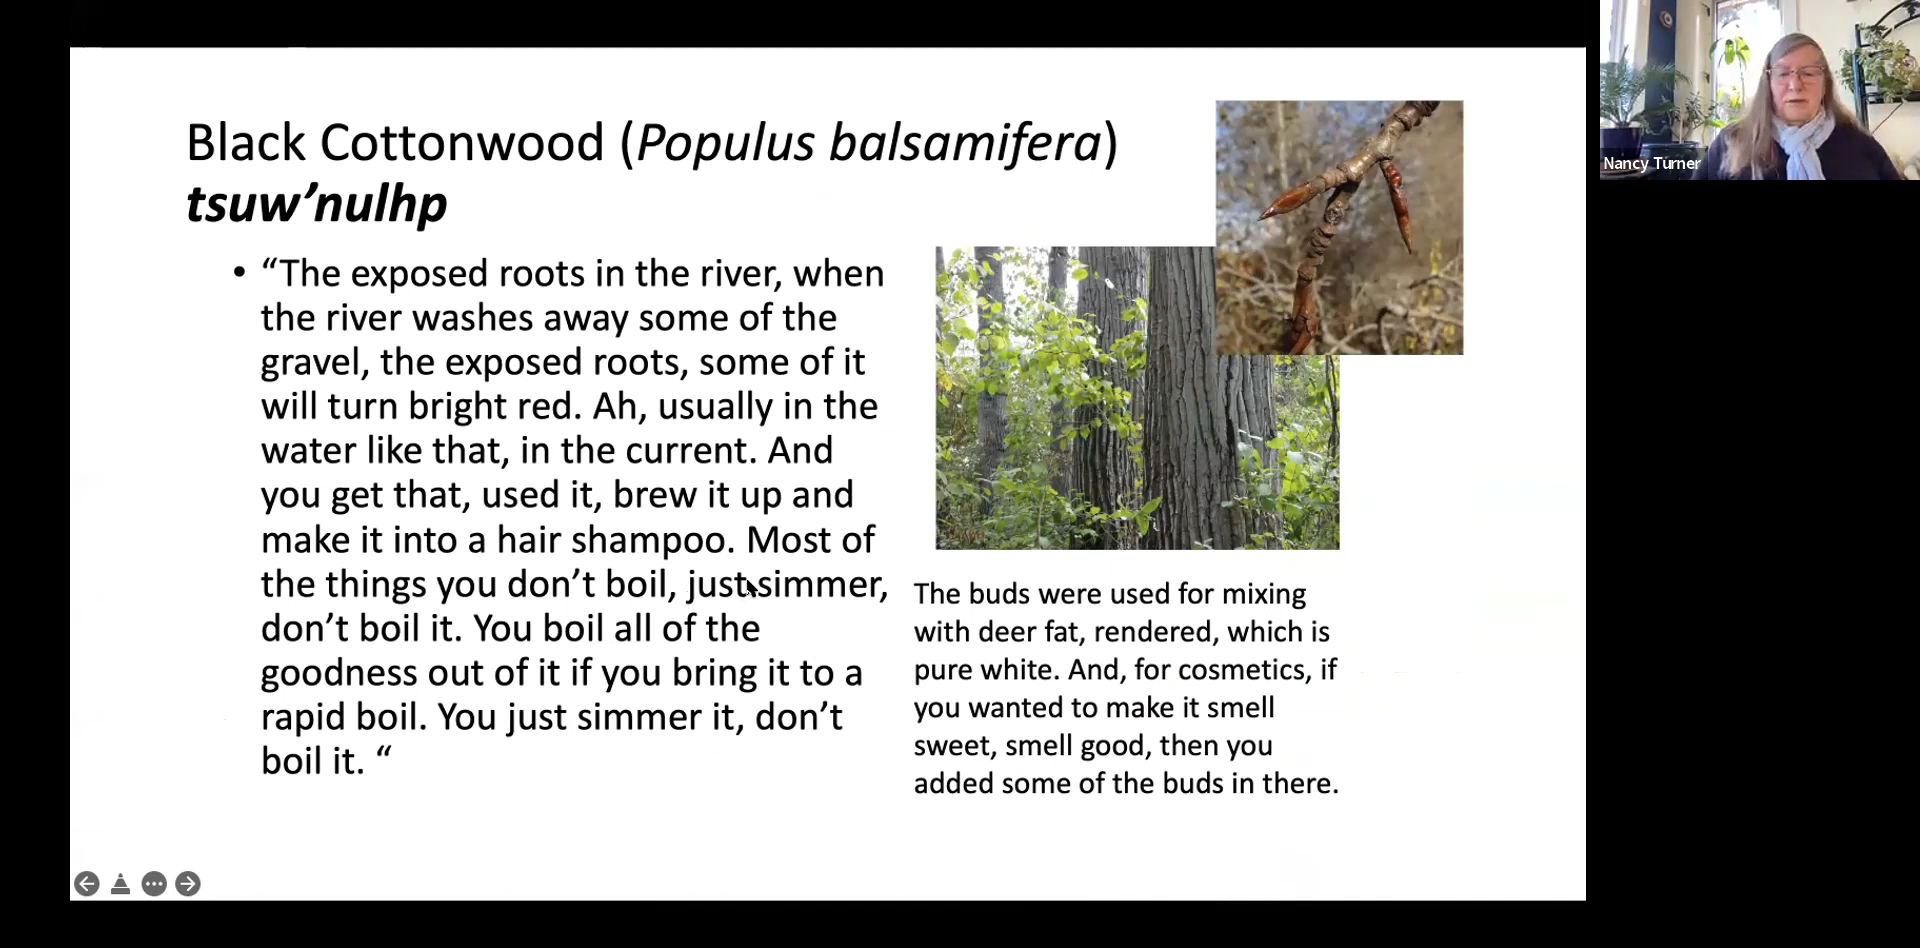 Black Cottonwood (Populus balsamifera)
tsuw’nulhp
• “The exposed roots in the river, when
the river washes away some of the
gravel, the exposed roots, some of it
will turn bright red. Ah, usually in the
water like that, in the current. And
you get that, used it, brew it up and
make it into a hair shampoo. Most of
the things you don’t boil, just simmer,
don’t boil it. You boil all of the
goodness out of it if you bring it to a
rapid boil. You just simmer it, don’t
boil it. “
The buds were used for mixing
with deer fat, rendered, which is
pure white. And, for cosmetics, if
you wanted to make it smell
sweet, smell good, then you
added some of the buds in there.
Nancy Turner